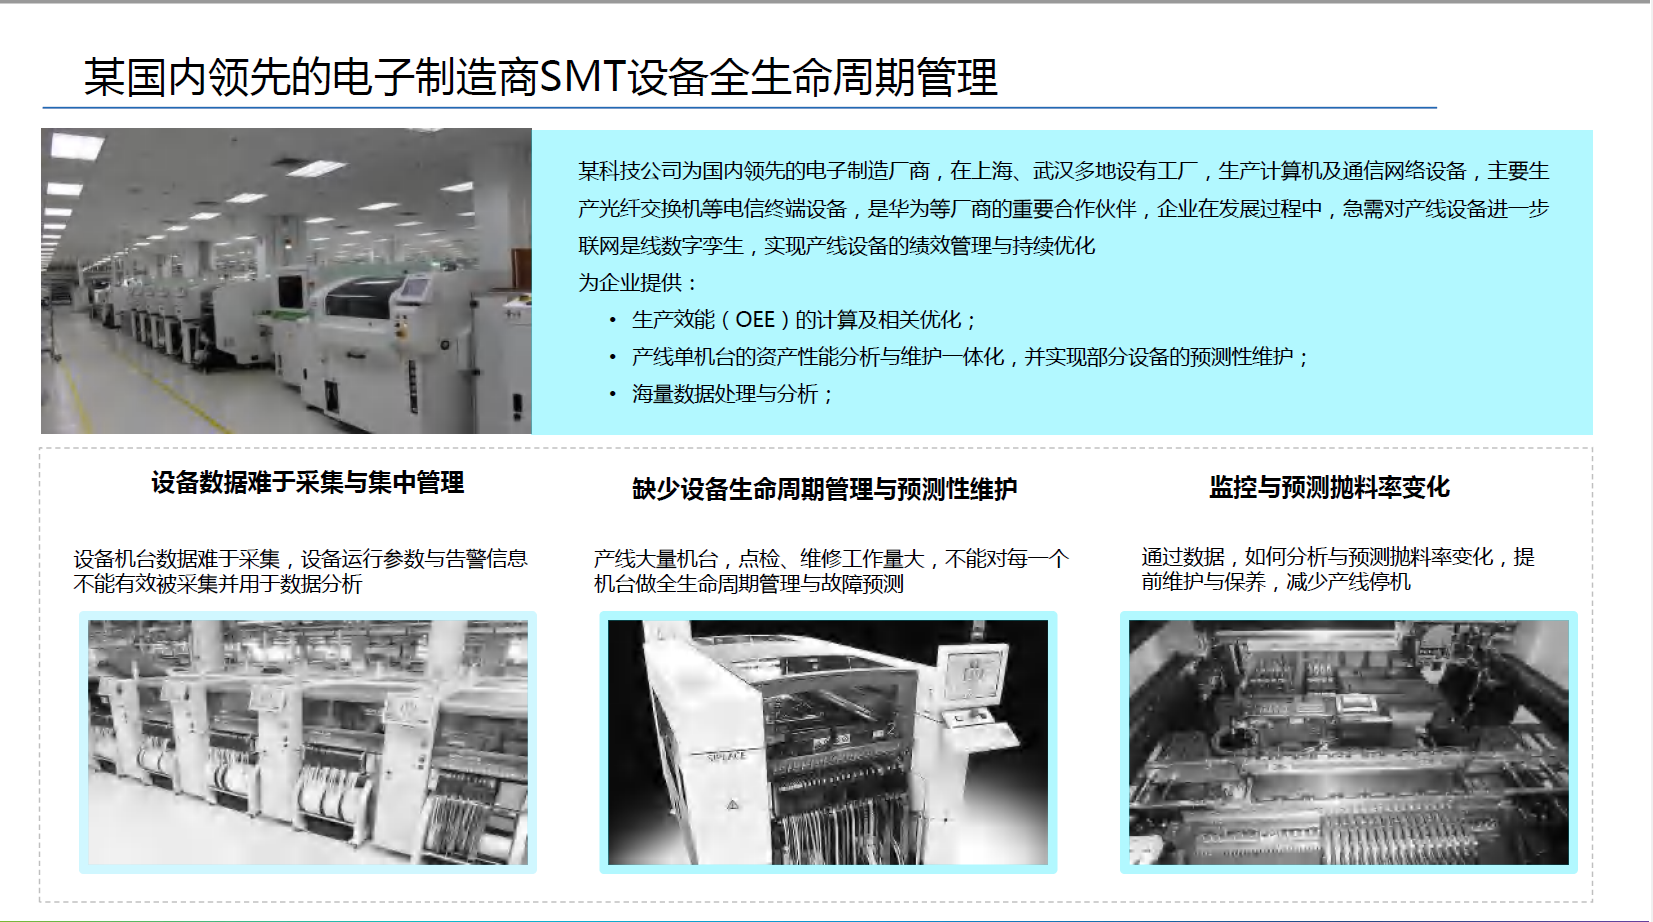 某国内领先的电子制造商SMT设备全生命周期管理
某科技公司为国内领先的电子制造厂商，在上海、武汉多地设有工厂，生产计算机及通信网络设备，主要生
产光纤交换机等电信终端设备，是华为等厂商的重要合作伙伴，企业在发展过程中，急需对产线设备进一步
联网是线数字孪生，实现产线设备的绩效管理与持续优化
为企业提供：
• 生产效能（OEE）的计算及相关优化；
• 产线单机台的资产性能分析与维护一体化，并实现部分设备的预测性维护；
• 海量数据处理与分析；
设备数据难于采集与集中管理
设备机台数据难于采集，设备运行参数与告警信息
不能有效被采集并用于数据分析
缺少设备生命周期管理与预测性维护
产线大量机台，点检、维修工作量大，不能对每一个
机台做全生命周期管理与故障预测
SIPLACE
监控与预测抛料率变化
通过数据，如何分析与预测抛料率变化，提
前维护与保养，减少产线停机